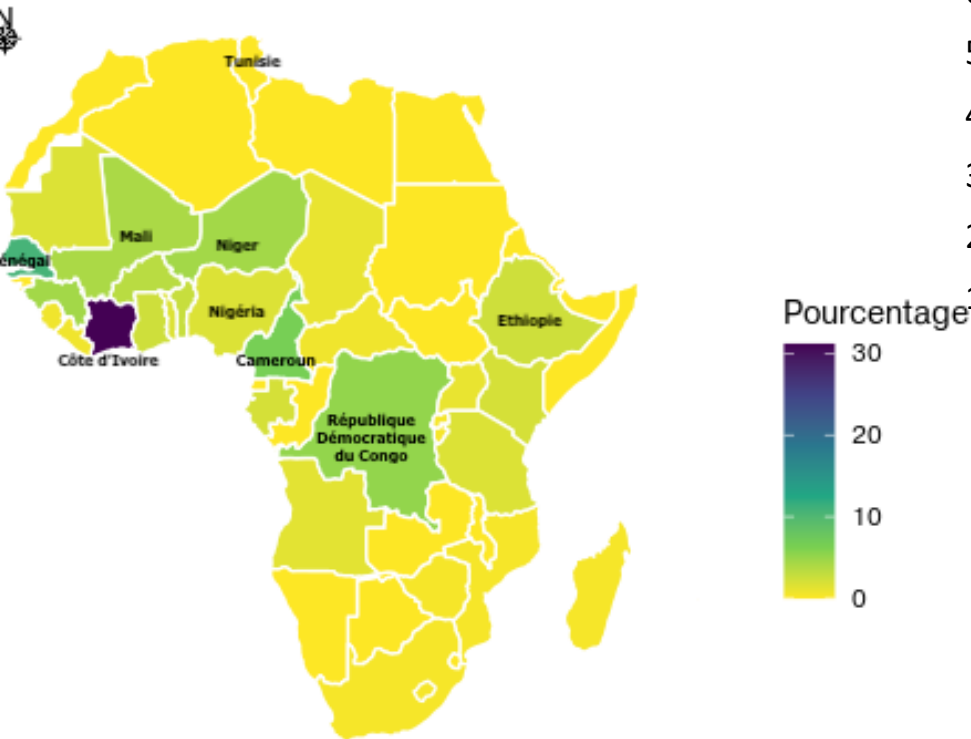 N
Tunisie
Mali
Niger
énégal
Nigéria
Ethiopie
Côte d'Ivoire
Cameroun
République
Démocratique
du Congo
Pourcentage
30
20
10
0